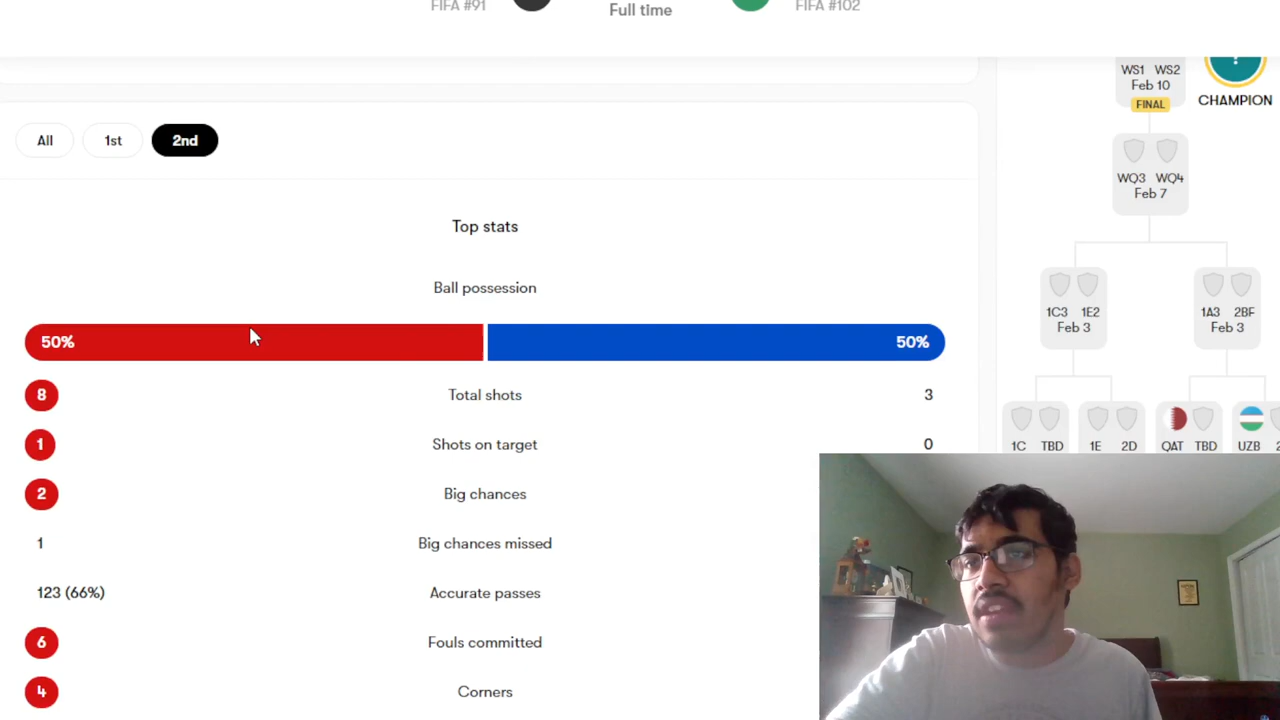 FIFA #91
Full time
FIFA #102
All
1st
2nd
Top stats
Ball possession
50%
50%
8
Total shots
3
1
Shots on target
0
2
Big chances
1
Big chances missed
123 (66%)
Accurate passes
6
Fouls committed
4
Corners
WS1 WS2
Feb 10
FINAL
?
CHAMPION
WQ3 WQ4
Feb 7
1C3 1E2
Feb 3
1A3 2BF
Feb 3
1C TBD
1E 2D
QAT TBD
UZB 2